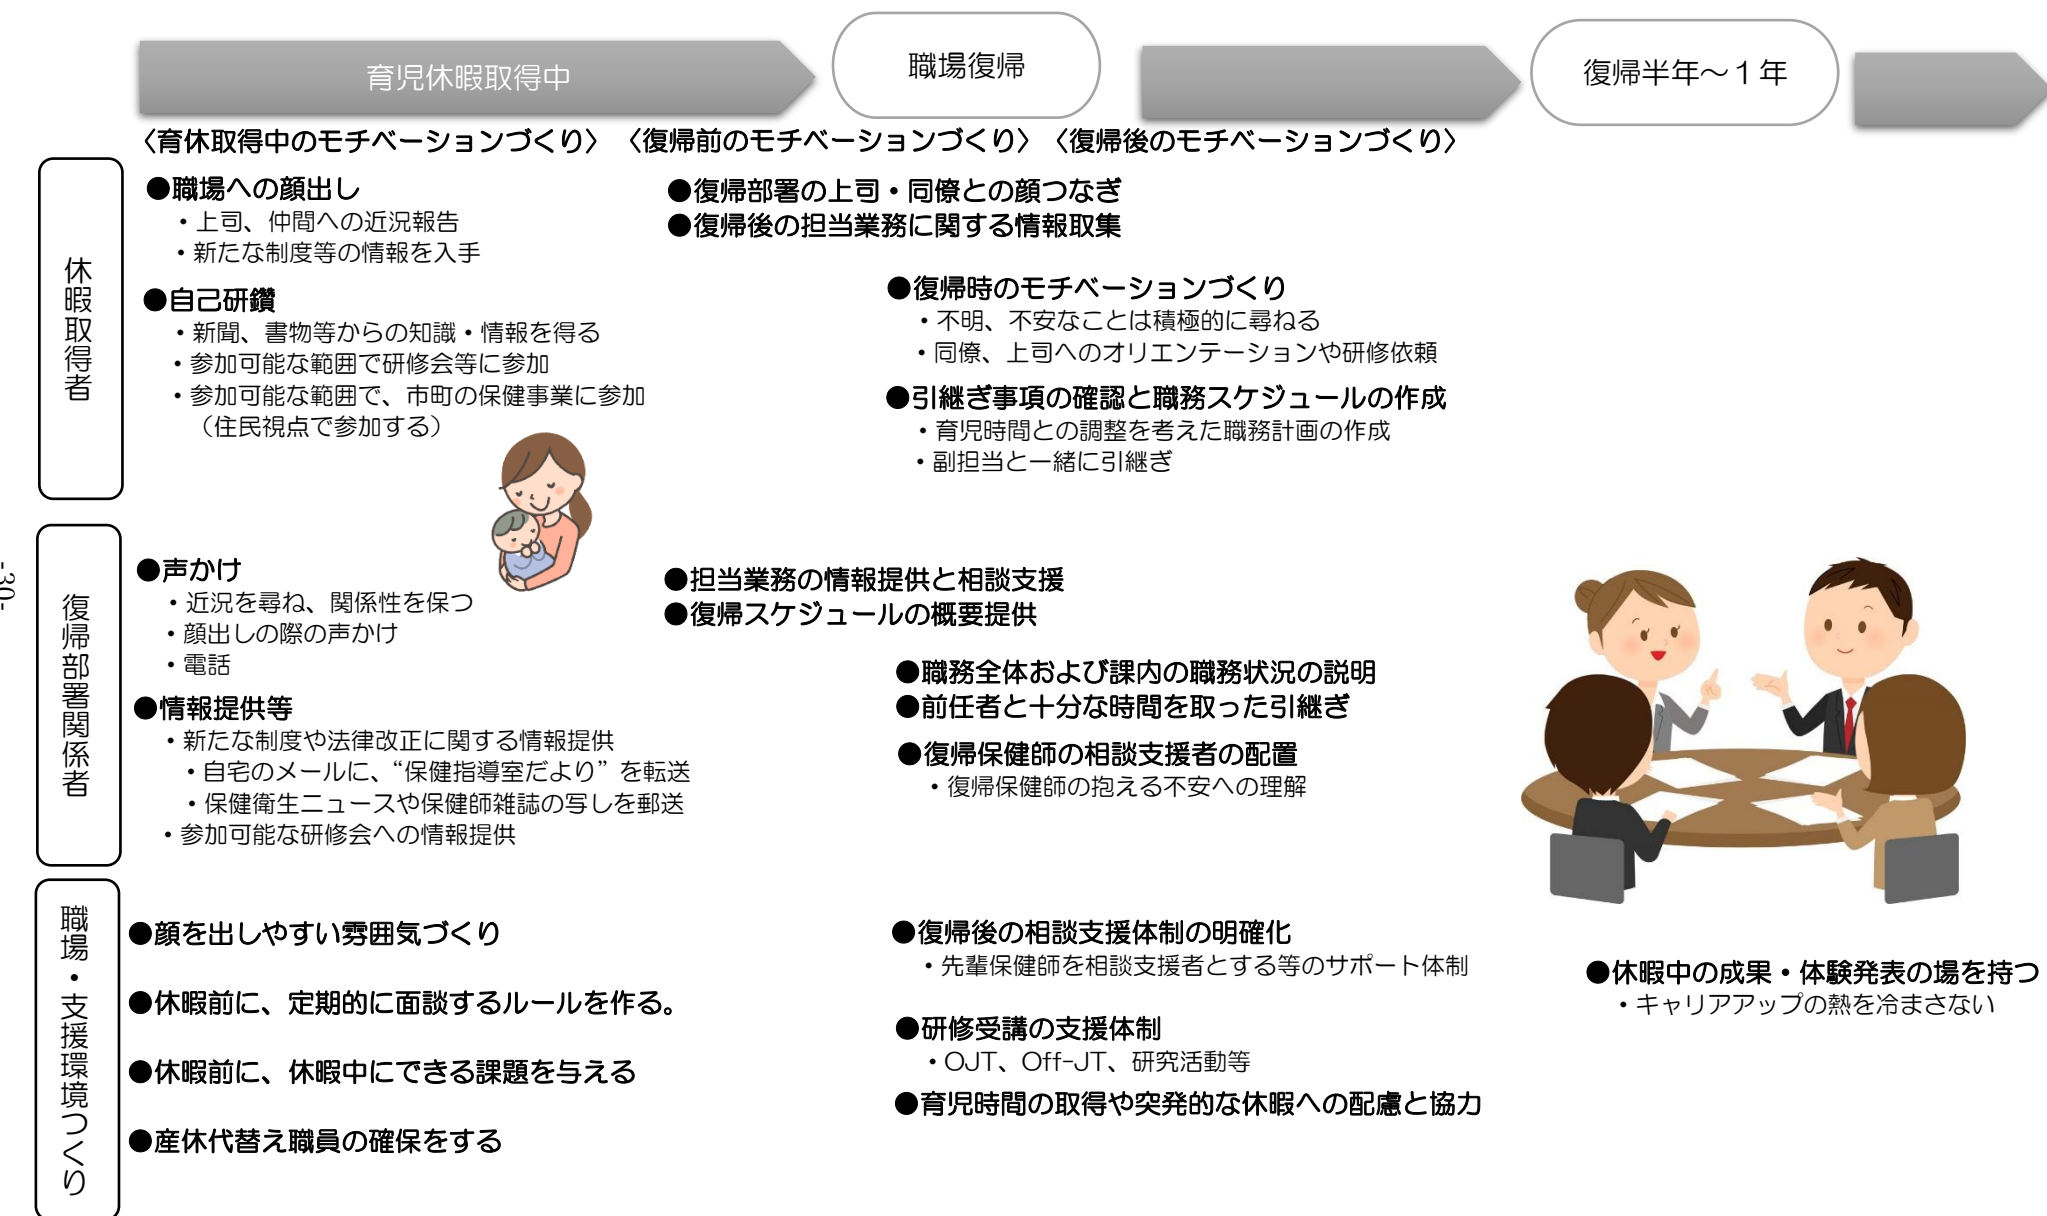 育児休暇取得中
職場復帰
復帰半年～１年
〈育休取得中のモチベーションづくり〉
〈復帰前のモチベーションづくり〉
〈復帰後のモチベーションづくり〉
休暇取得者
●職場への顔出し
・上司、仲間への近況報告
・新たな制度等の情報を入手
●自己研鑽
・新聞、書物等からの知識・情報を得る
・参加可能な範囲で研修会等に参加
・参加可能な範囲で、市町の保健事業に参加
（住民視点で参加する）
●復帰部署の上司・同僚との顔つなぎ
●復帰後の担当業務に関する情報取集
●復帰時のモチベーションづくり
・不明、不安なことは積極的に尋ねる
・同僚、上司へのオリエンテーションや研修依頼
●引継ぎ事項の確認と職務スケジュールの作成
・育児時間との調整を考えた職務計画の作成
・副担当と一緒に引継ぎ
-30-
復帰部署関係者
●声かけ
・近況を尋ね、関係性を保つ
・顔出しの際の声かけ
・電話
●情報提供等
・新たな制度や法律改正に関する情報提供
・自宅のメールに、“保健指導室だより”を転送
・保健衛生ニュースや保健師雑誌の写しを郵送
・参加可能な研修会への情報提供
●担当業務の情報提供と相談支援
●復帰スケジュールの概要提供
●職務全体および課内の職務状況の説明
●前任者と十分な時間を取った引継ぎ
●復帰保健師の相談支援者の配置
・復帰保健師の抱える不安への理解
職場・支援環境つくり
●顔を出しやすい雰囲気づくり
●休暇前に、定期的に面談するルールを作る。
●休暇前に、休暇中にできる課題を与える
●産休代替え職員の確保をする
●復帰後の相談支援体制の明確化
・先輩保健師を相談支援者とする等のサポート体制
●研修受講の支援体制
・OJT、Off-JT、研究活動等
●育児時間の取得や突発的な休暇への配慮と協力
●休暇中の成果・体験発表の場を持つ
・キャリアアップの熱を冷まさない